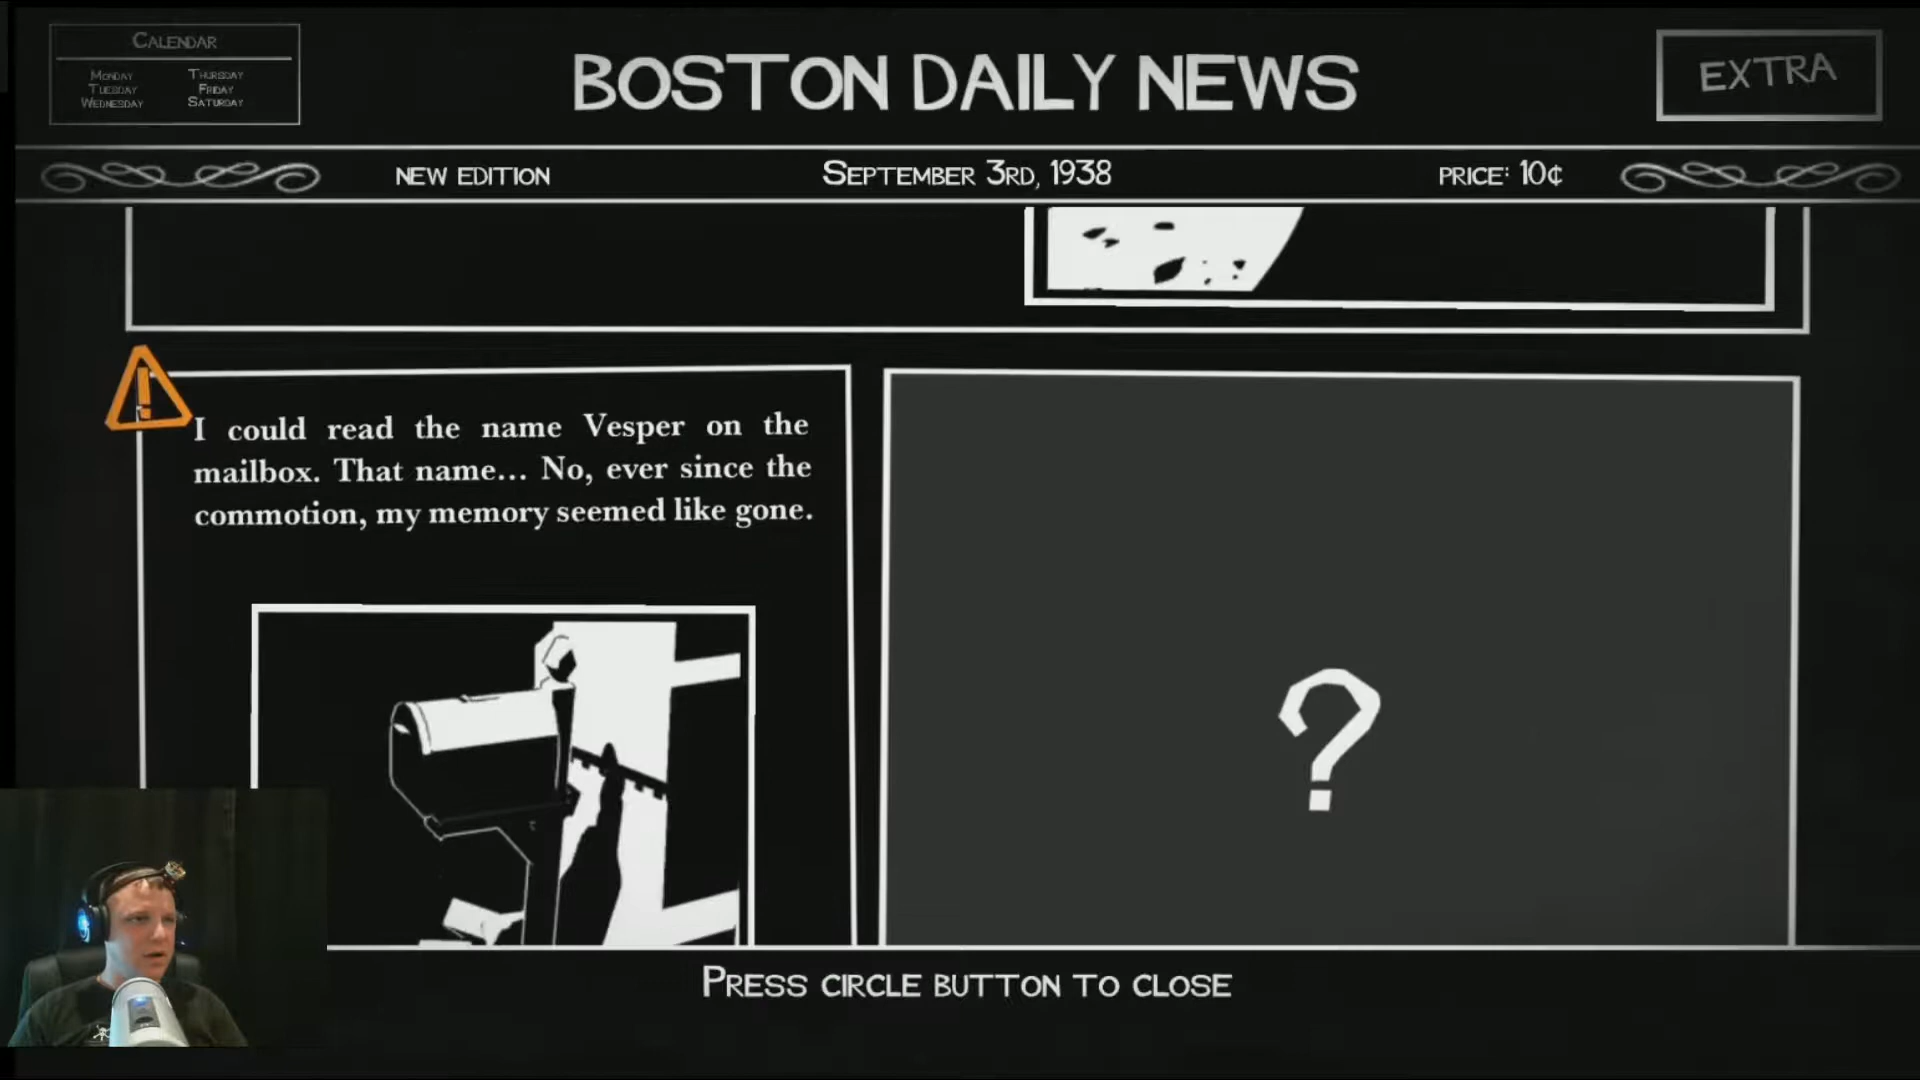 CALENDAR
MONDAY THURSDAY
TUESDAY FRIDAY
WEDNESDAY SATURDAY
BOSTON DAILY NEWS
EXTRA
NEW EDITION
SEPTEMBER 3RD, 1938
PRICE: 10¢
!
I could read the name Vesper on the
mailbox. That name... No, ever since the
commotion, my memory seemed like gone.
?
PRESS CIRCLE BUTTON TO CLOSE